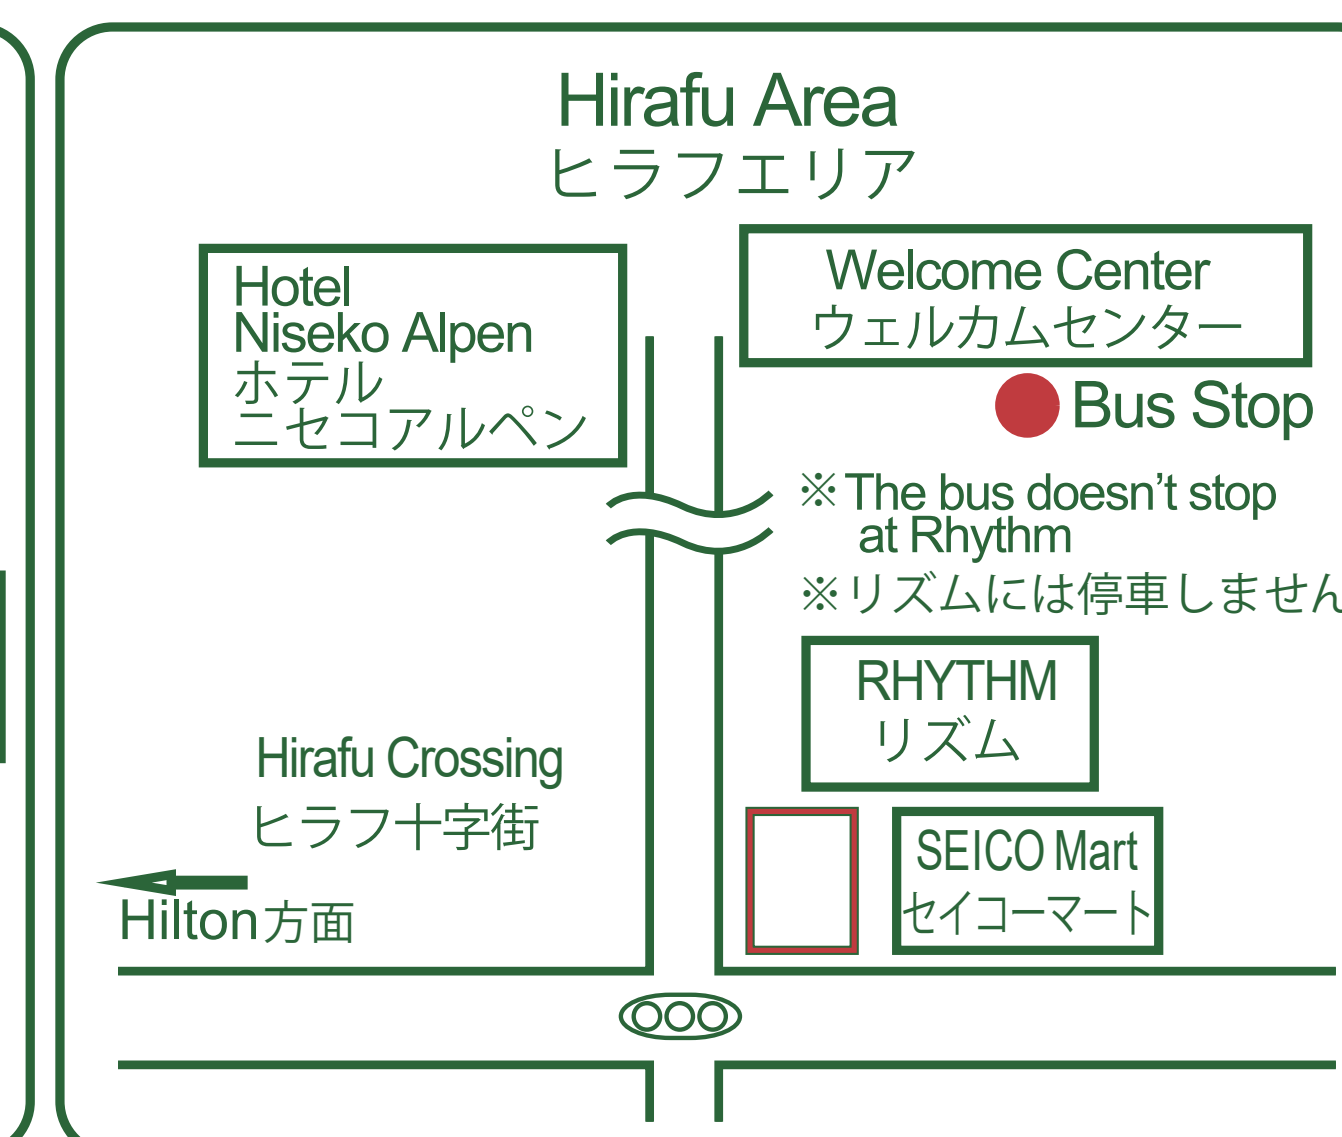 Hirafu Area
ヒラフエリア
Hotel
Niseko Alpen
ホテル
ニセコアルペン
Welcome Center
ウェルカムセンター
Bus Stop
※The bus doesn’t stop
at Rhythm
※リズムには停車しません
RHYTHM
リズム
Hirafu Crossing
ヒラフ十字街
SEICO Mart
セイコーマート
Hilton方面